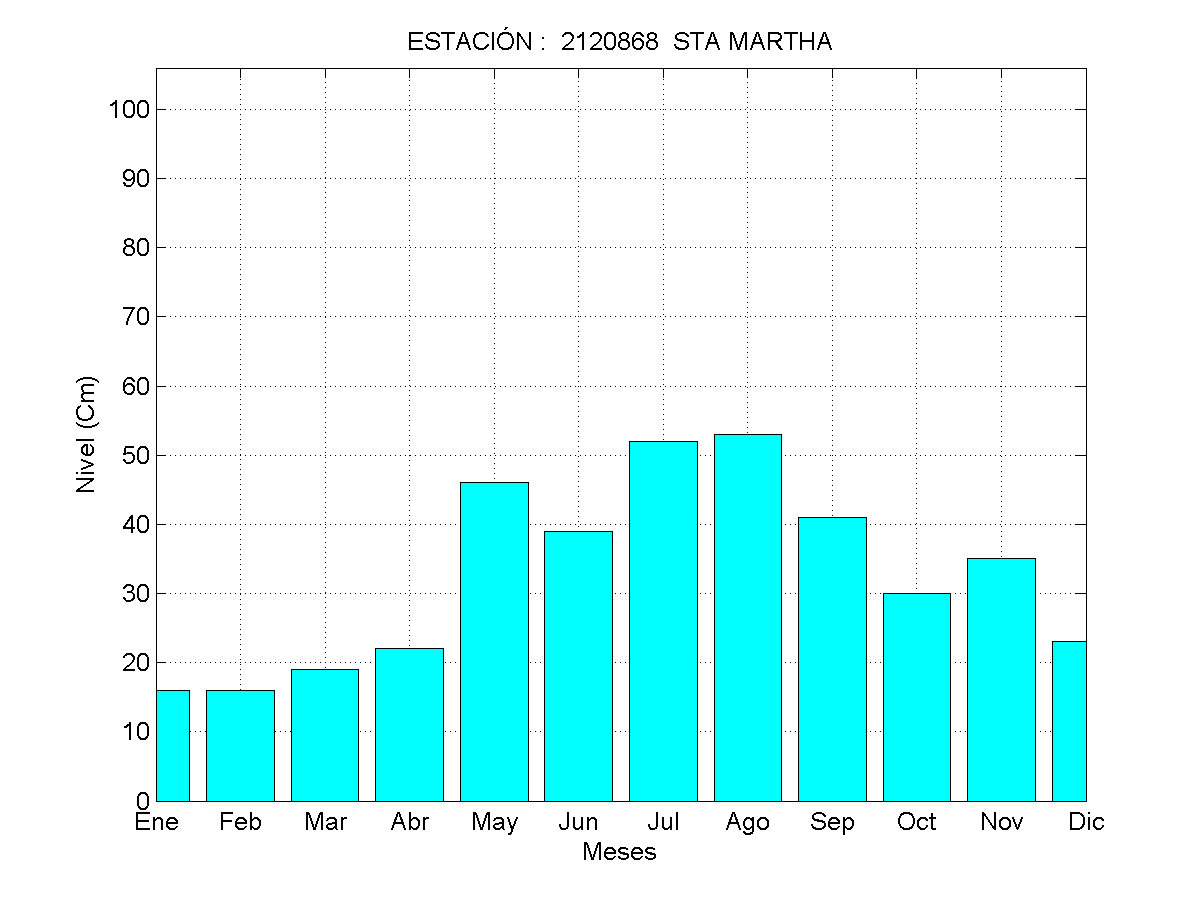 ESTACIÓN :  2120868  STA MARTHA
100
90
80
70
60
50
40
30
20
10
0
Nivel (Cm)
Ene Feb Mar Abr May Jun Jul Ago Sep Oct Nov Dic
Meses